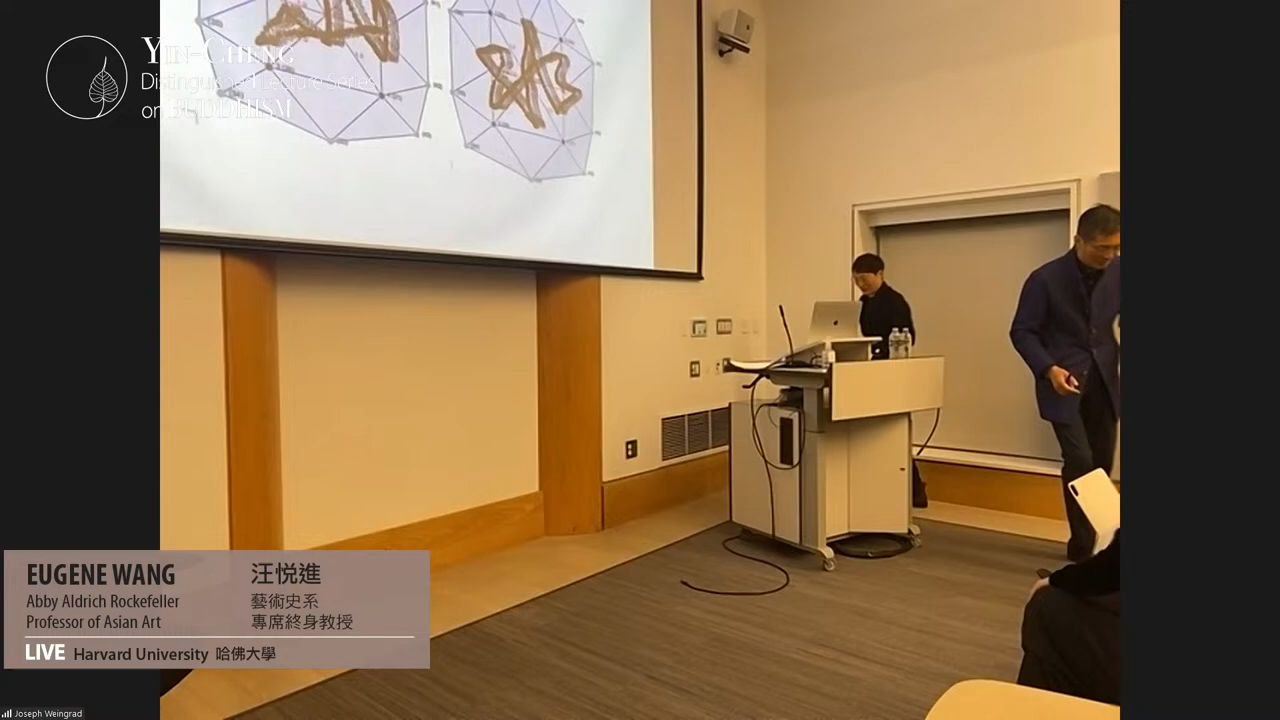 YIN-CHENG
Distinguished Lecture Series
on BUDDHISM
EUGENE WANG 汪悦進
Abby Aldrich Rockefeller 藝術史系
Professor of Asian Art 專席終身教授
LIVE Harvard University 哈佛大學
Joseph Weingrad